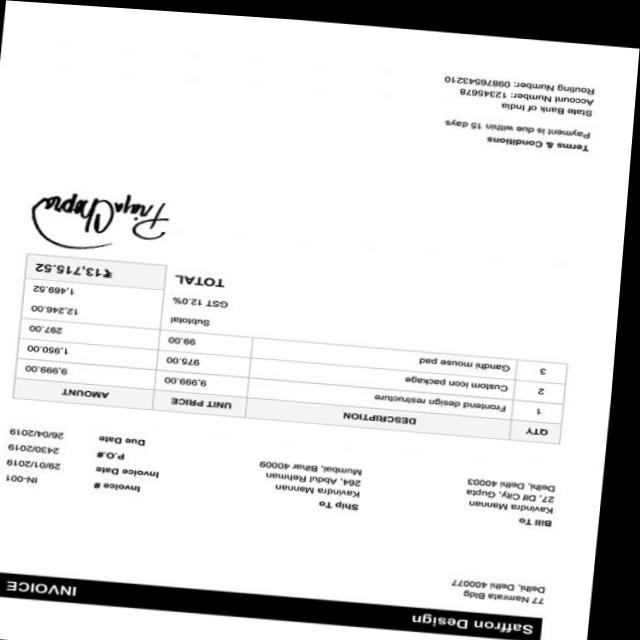 Saffron Design INVOICE
77 Namrata Bldg
Delhi, Delhi 400077
Bill To
Kavindra Mannan
27, Dlf City, Gupta
Delhi, Delhi 40003
Ship To
Kavindra Mannan
264, Abdul Rehman
Mumbai, Bihar 40009
Invoice # IN-001
Invoice Date 29/01/2019
P.O.# 2430/2019
Due Date 26/04/2019
QTY DESCRIPTION UNIT PRICE AMOUNT
1 Frontend design restructure 9,999.00 9,999.00
2 Custom icon package 975.00 1,950.00
3 Gandhi mouse pad 99.00 297.00
Subtotal 12,246.00
GST 12.0% 1,469.52
TOTAL ₹13,715.52
Priya Chopra
Terms & Conditions
Payment is due within 15 days
State Bank of India
Account Number: 12345678
Routing Number: 09876543210